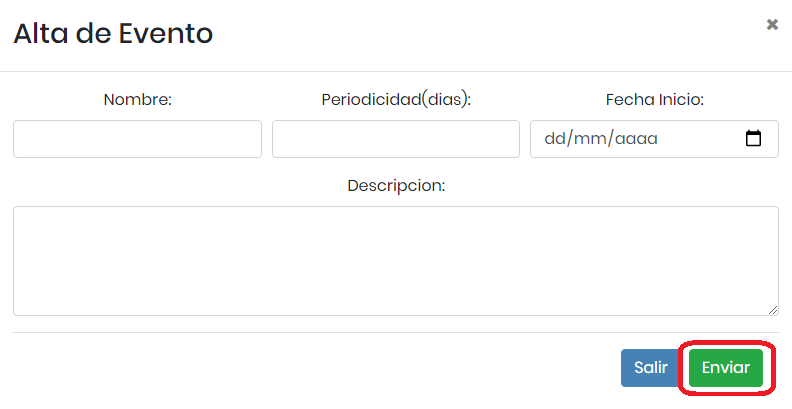 Alta de Evento
×
Nombre: Periodicidad(dias): Fecha Inicio:
dd/mm/aaaa
Descripcion:
Salir Enviar